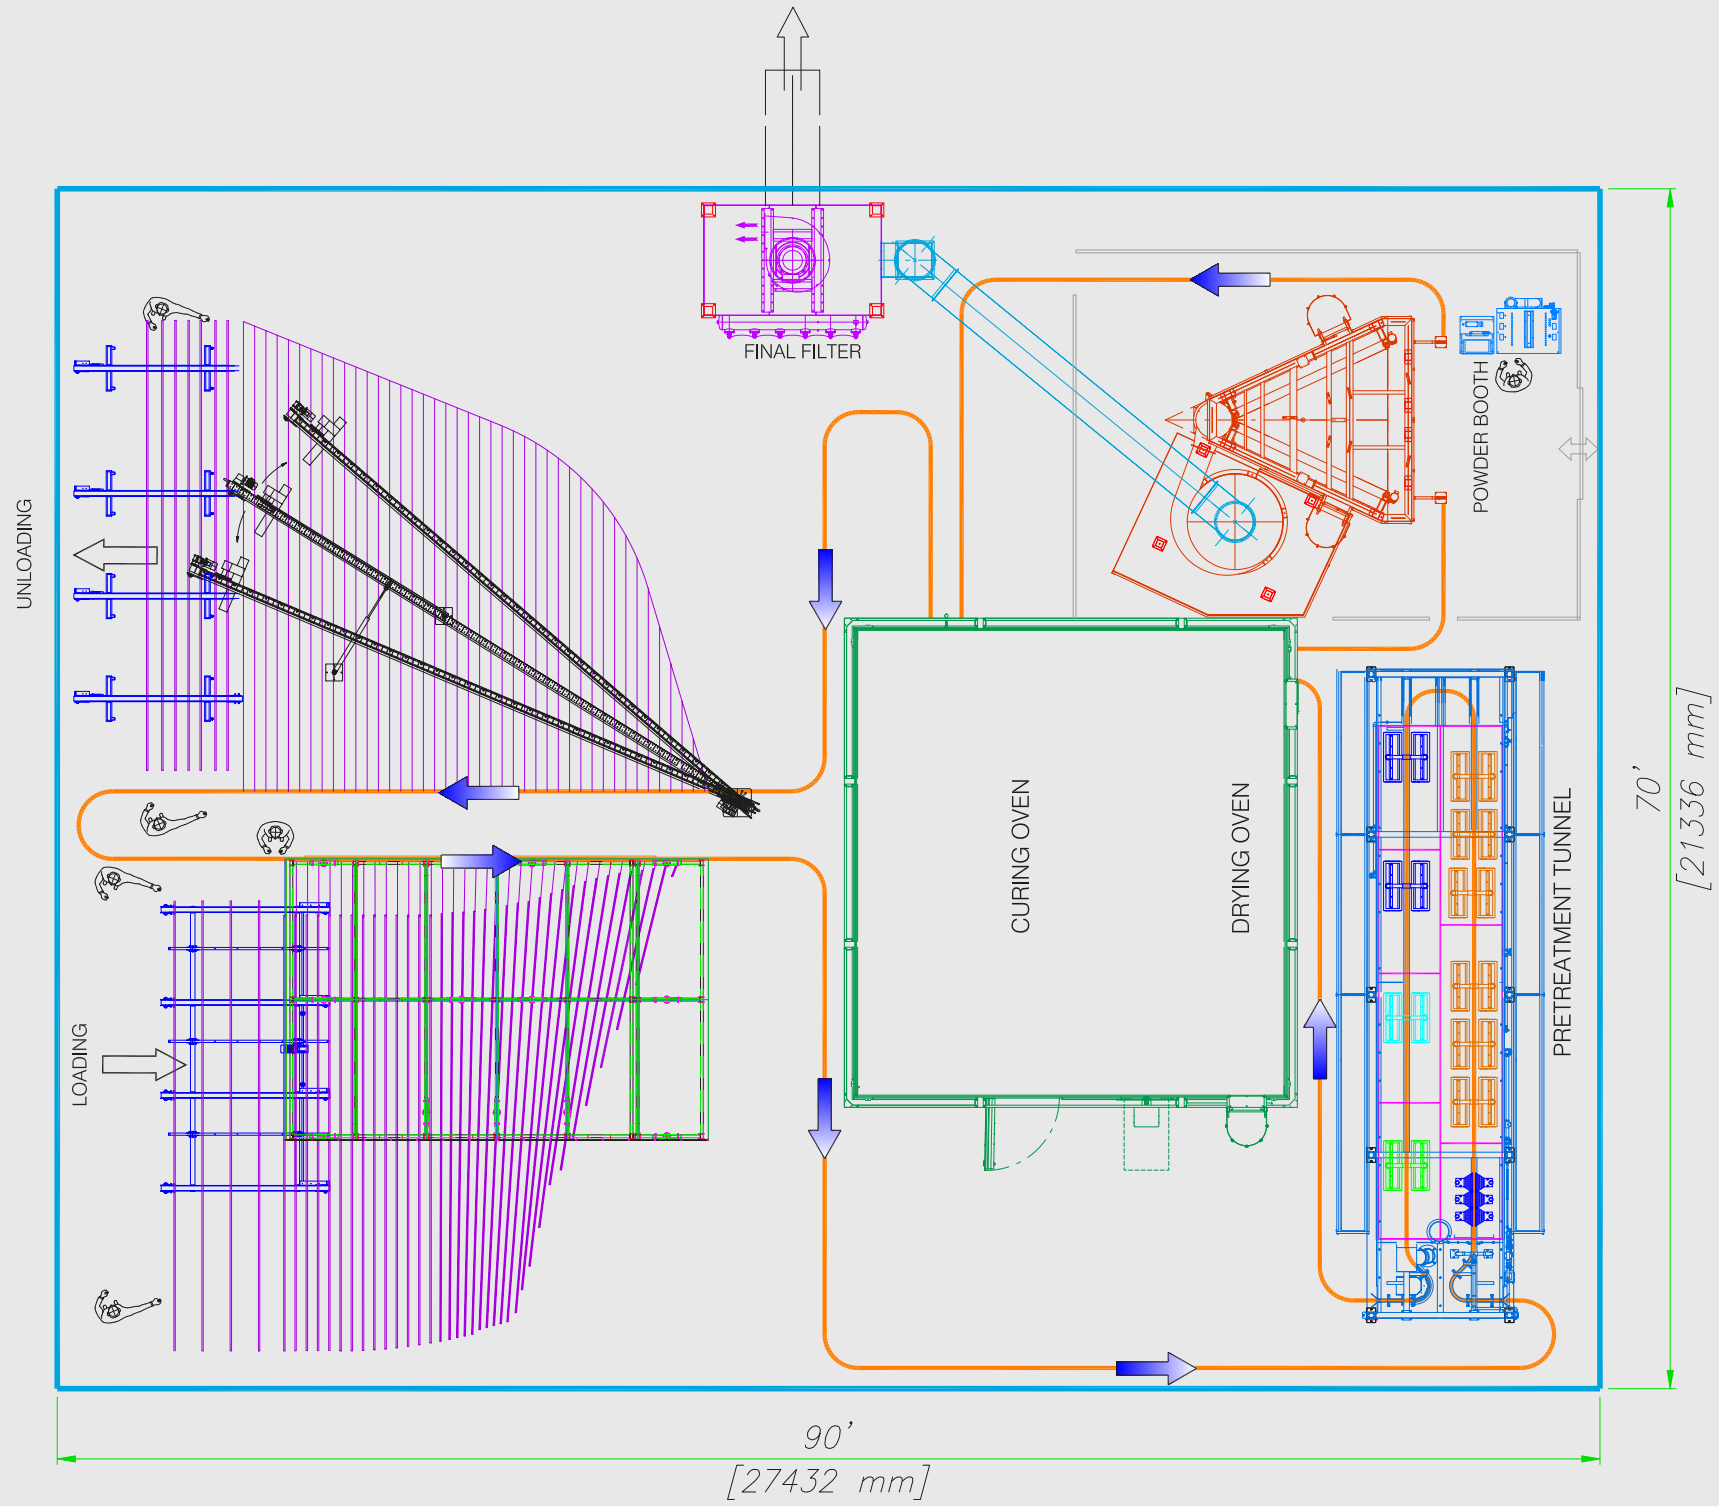 FINAL FILTER
POWDER BOOTH
UNLOADING
CURING OVEN
DRYING OVEN
PRETREATMENT TUNNEL
LOADING
70'
[21336 mm]
90'
[27432 mm]